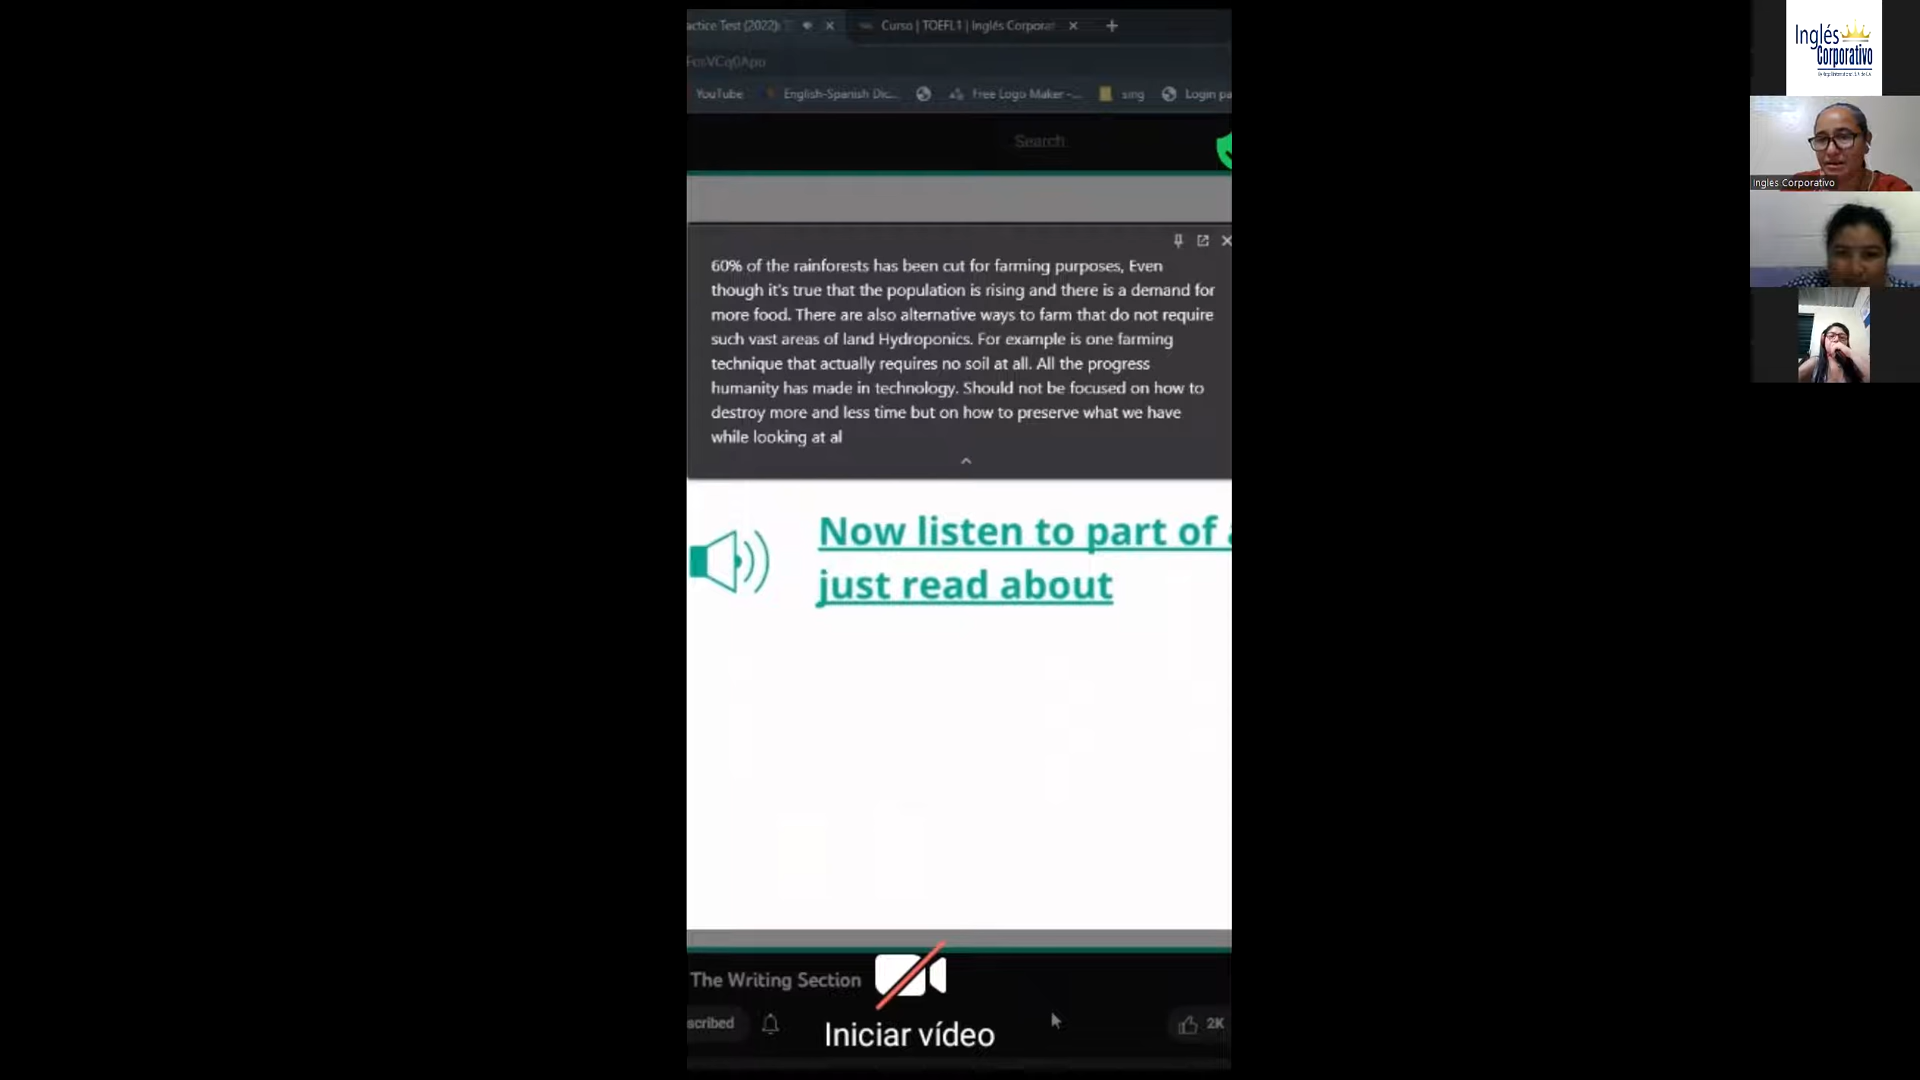 actice Test (2022):
Curso | TOEFL1 | Inglés Corporat
YouTube
English-Spanish Dic...
Free Logo Maker -...
sing
Login pa
Search
60% of the rainforests has been cut for farming purposes, Even
though it's true that the population is rising and there is a demand for
more food. There are also alternative ways to farm that do not require
such vast areas of land Hydroponics. For example is one farming
technique that actually requires no soil at all. All the progress
humanity has made in technology. Should not be focused on how to
destroy more and less time but on how to preserve what we have
while looking at al
Now listen to part of a
just read about
The Writing Section
scribed
2K
Iniciar vídeo
Inglés
Corporativo
Ingles Corporativo